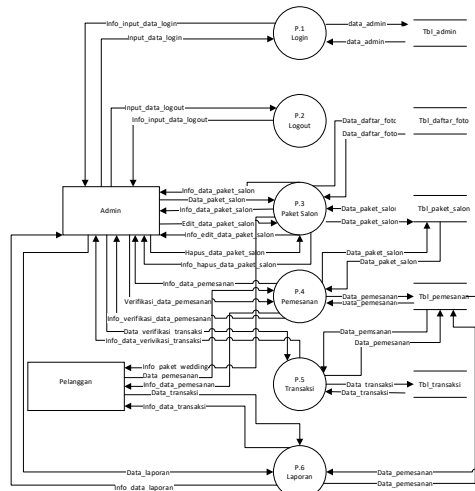 Info_input_data_login
Input_data_login
P.1
Login
data_admin
data_admin
Tbl_admin
Input_data_logout
Info_input_data_logout
P.2
Logout
Data_daftar_foto
Data_daftar_foto
Tbl_daftar_foto
Admin
Info_data_paket_salon
Data_paket_salon
Info_data_paket_salon
Edit_data_paket_salon
Info_edit_data_paket_salon
Hapus_data_paket_salon
Info_hapus_data_paket_salon
P.3
Paket Salon
Data_paket_salon
Data_paket_salon
Tbl_paket_salon
Info_data_pemesanan
Verifikasi_data_pemesanan
Info_verifikasi_data_pemesanan
P.4
Pemesanan
Data_paket_salon
Data_paket_salon
Data_pemesanan
Data_pemesanan
Tbl_pemesanan
Data_verifikasi_transaksi
Info_data_verivikasi_transaksi
Data_pemsanan
Data_pemesanan
Pelanggan
Info_paket_wedding
Data_pemesanan
Info_data_pemesanan
Data_transaksi
Info_data_transaksi
P.5
Transaksi
Data_transaksi
Data_transaksi
Tbl_transaksi
Data_laporan
Info_data_laporan
P.6
Laporan
Data_pemesanan
Data_pemesanan